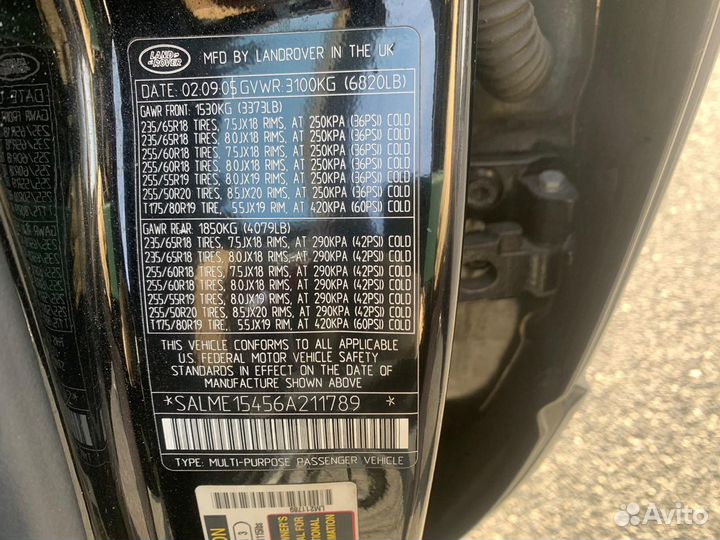 LAND ROVER
MFD BY LANDROVER IN THE UK
DATE: 02:09:05 GVWR: 3100KG (6820LB)
GAWR FRONT: 1530KG (3373LB)
235/65R18 TIRES, 7.5JX18 RIMS, AT 250KPA (36PSI) COLD
235/65R18 TIRES, 8.0JX18 RIMS, AT 250KPA (36PSI) COLD
255/60R18 TIRES, 7.5JX18 RIMS, AT 250KPA (36PSI) COLD
255/60R18 TIRES, 8.0JX18 RIMS, AT 250KPA (36PSI) COLD
255/55R19 TIRES, 8.0JX19 RIMS, AT 250KPA (36PSI) COLD
255/50R20 TIRES, 8.5JX20 RIMS, AT 250KPA (36PSI) COLD
T175/80R19 TIRE, 5.5JX19 RIM, AT 420KPA (60PSI) COLD
GAWR REAR: 1850KG (4079LB)
235/65R18 TIRES, 7.5JX18 RIMS, AT 290KPA (42PSI) COLD
235/65R18 TIRES, 8.0JX18 RIMS, AT 290KPA (42PSI) COLD
255/60R18 TIRES, 7.5JX18 RIMS, AT 290KPA (42PSI) COLD
255/60R18 TIRES, 8.0JX18 RIMS, AT 290KPA (42PSI) COLD
255/55R19 TIRES, 8.0JX19 RIMS, AT 290KPA (42PSI) COLD
255/50R20 TIRES, 8.5JX20 RIMS, AT 290KPA (42PSI) COLD
T175/80R19 TIRE, 5.5JX19 RIM, AT 420KPA (60PSI) COLD
THIS VEHICLE CONFORMS TO ALL APPLICABLE
U.S. FEDERAL MOTOR VEHICLE SAFETY
STANDARDS IN EFFECT ON THE DATE OF
MANUFACTURE SHOWN ABOVE
*SALME15456A211789 *
TYPE: MULTI-PURPOSE PASSENGER VEHICLE
LM211789
3
Avito